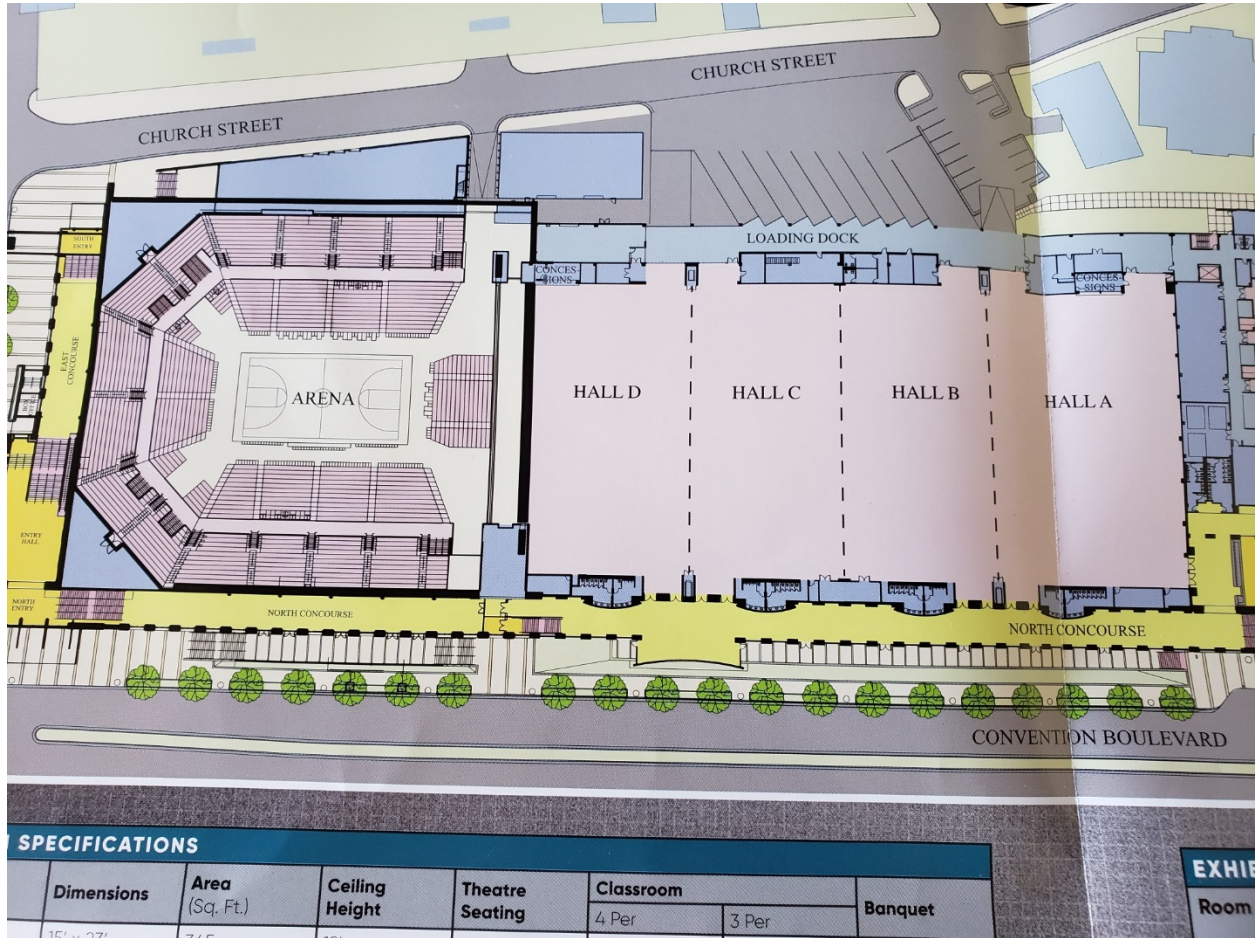 CHURCH STREET
CHURCH STREET
LOADING DOCK
SOUTH
ENTRY
CONCES-
SIONS
CONCES-
SIONS
EAST
CONCOURSE
ARENA
HALL D
HALL C
HALL B
HALL A
ENTRY
HALL
NORTH
ENTRY
NORTH CONCOURSE
NORTH CONCOURSE
CONVENTION BOULEVARD
SPECIFICATIONS
Dimensions
Area
(Sq. Ft.)
Ceiling
Height
Theatre
Seating
Classroom
4 Per
3 Per
Banquet
EXHIB
Room